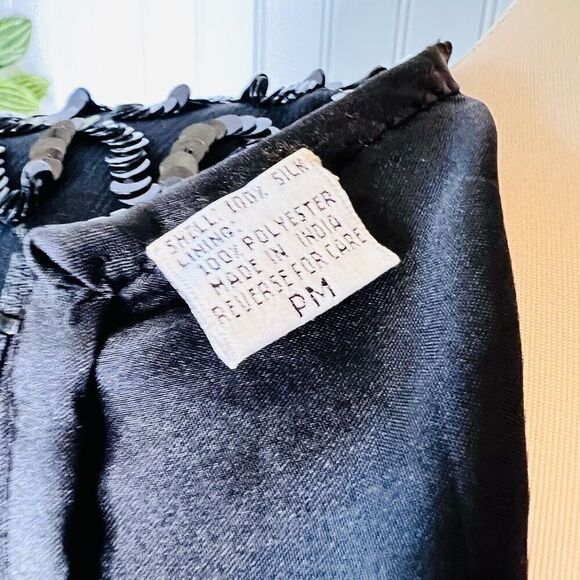 SHELL: 100% SILK
LINING
100% POLYESTER
MADE IN INDIA
REVERSE FOR CARE
PM